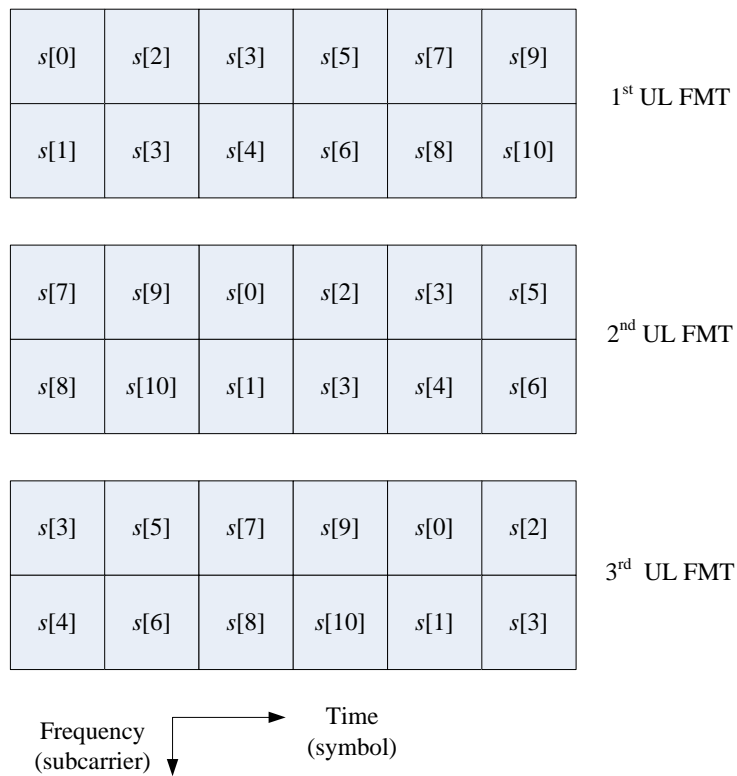 s[0] s[2] s[3] s[5] s[7] s[9]
s[1] s[3] s[4] s[6] s[8] s[10]
1st UL FMT
s[7] s[9] s[0] s[2] s[3] s[5]
s[8] s[10] s[1] s[3] s[4] s[6]
2nd UL FMT
s[3] s[5] s[7] s[9] s[0] s[2]
s[4] s[6] s[8] s[10] s[1] s[3]
3rd UL FMT
Frequency
(subcarrier)
Time
(symbol)